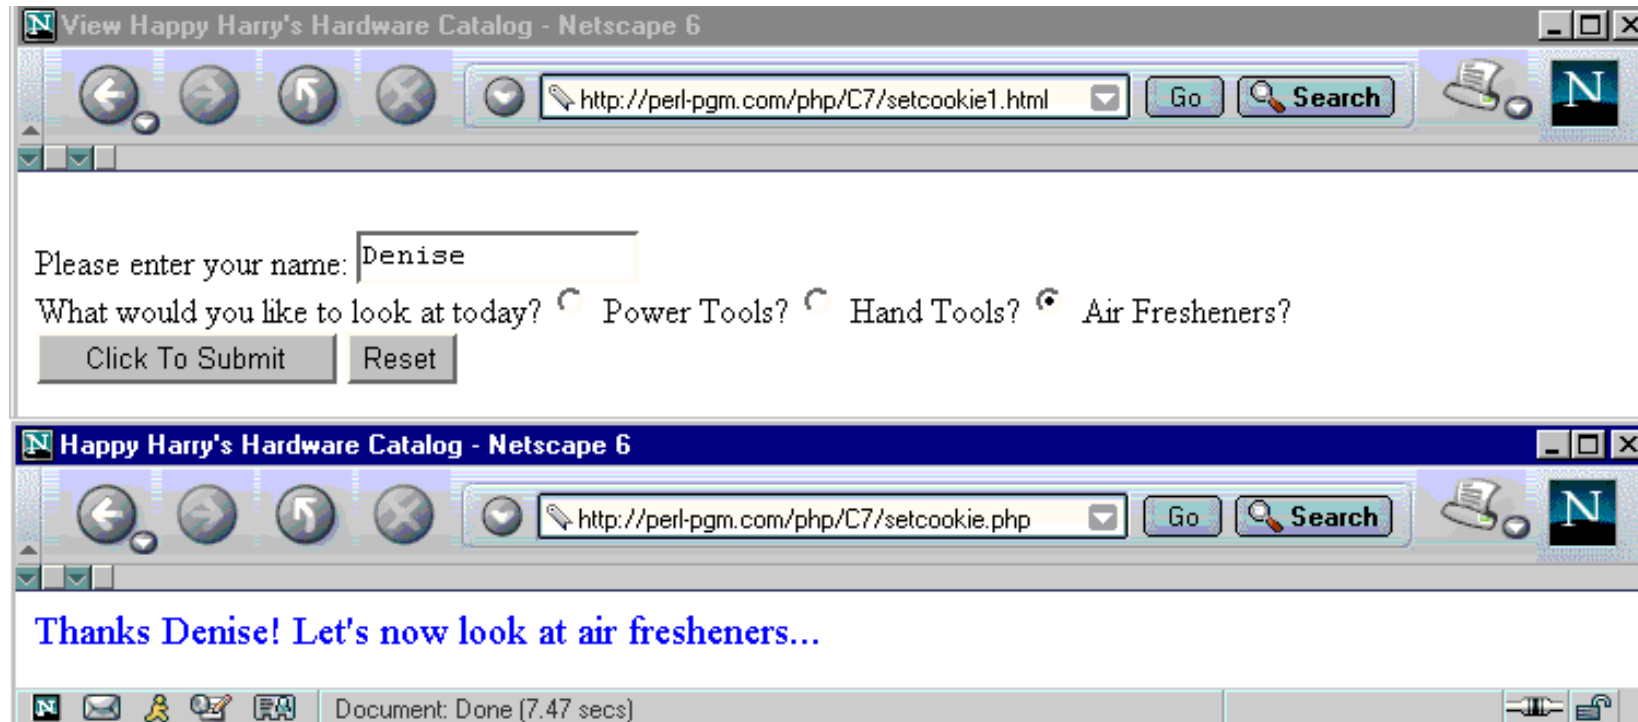 N View Happy Harry's Hardware Catalog - Netscape 6
http://perl-pgm.com/php/C7/setcookie1.html Go Search N
Please enter your name: Denise
What would you like to look at today? Power Tools? Hand Tools? Air Fresheners?
Click To Submit Reset
N Happy Harry's Hardware Catalog - Netscape 6
http://perl-pgm.com/php/C7/setcookie.php Go Search N
Thanks Denise! Let's now look at air fresheners...
N Document: Done (7.47 secs)